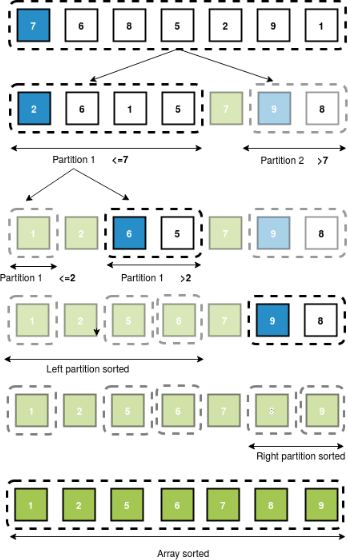 7 6 8 5 2 9 1
2 6 1 5 7 9 8
Partition 1 <=7 Partition 2 >7
1 2 6 5 7 9 8
Partition 1 <=2 Partition 1 >2
1 2 5 6 7 9 8
Left partition sorted
1 2 5 6 7 8 9
Right partition sorted
1 2 5 6 7 8 9
Array sorted